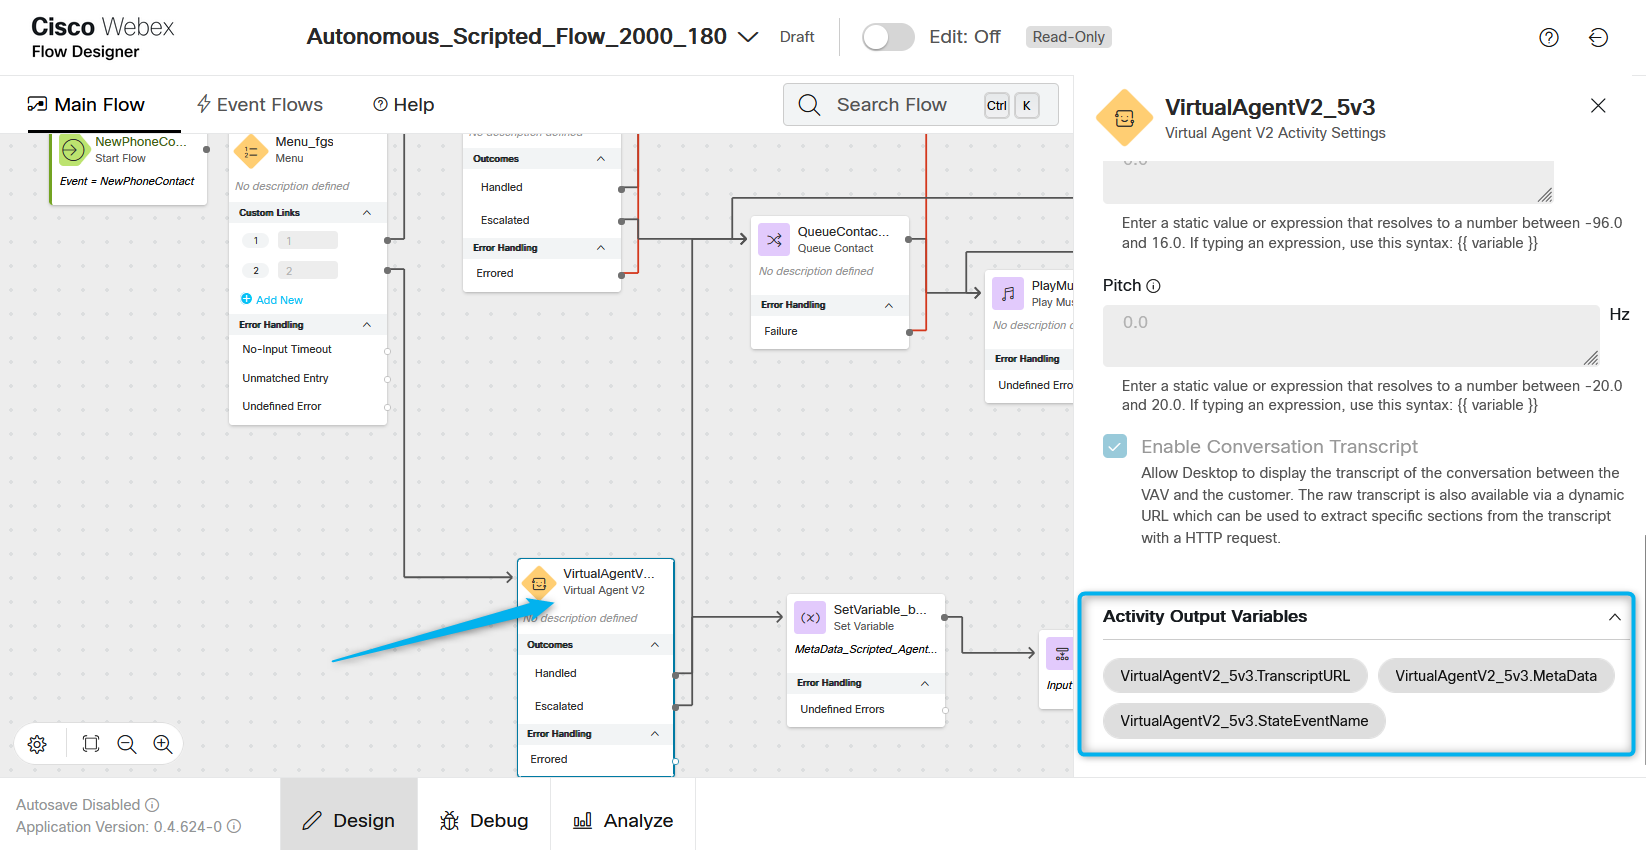 Cisco Webex
Flow Designer
Autonomous_Scripted_Flow_2000_180
Draft
Edit: Off
Read-Only
Main Flow
Event Flows
Help
Search Flow
Ctrl
K
NewPhoneCo...
Start Flow
Event = NewPhoneContact
Menu_fgs
Menu
No description defined
Custom Links
1
1
2
2
Add New
Error Handling
No-Input Timeout
Unmatched Entry
Undefined Error
No description defined
Outcomes
Handled
Escalated
Error Handling
Errored
QueueContac...
Queue Contact
No description defined
Error Handling
Failure
PlayMu
Play Mus
No description d
Error Handling
Undefined Erro
VirtualAgentV...
Virtual Agent V2
No description defined
Outcomes
Handled
Escalated
Error Handling
Errored
SetVariable_b...
Set Variable
MetaData_Scripted_Agent...
Error Handling
Undefined Errors
Input
VirtualAgentV2_5v3
Virtual Agent V2 Activity Settings
0.0
Enter a static value or expression that resolves to a number between -96.0
and 16.0. If typing an expression, use this syntax: {{ variable }}
Pitch
0.0
Hz
Enter a static value or expression that resolves to a number between -20.0
and 20.0. If typing an expression, use this syntax: {{ variable }}
Enable Conversation Transcript
Allow Desktop to display the transcript of the conversation between the
VAV and the customer. The raw transcript is also available via a dynamic
URL which can be used to extract specific sections from the transcript
with a HTTP request.
Activity Output Variables
VirtualAgentV2_5v3.TranscriptURL
VirtualAgentV2_5v3.MetaData
VirtualAgentV2_5v3.StateEventName
Autosave Disabled
Application Version: 0.4.624-0
Design
Debug
Analyze